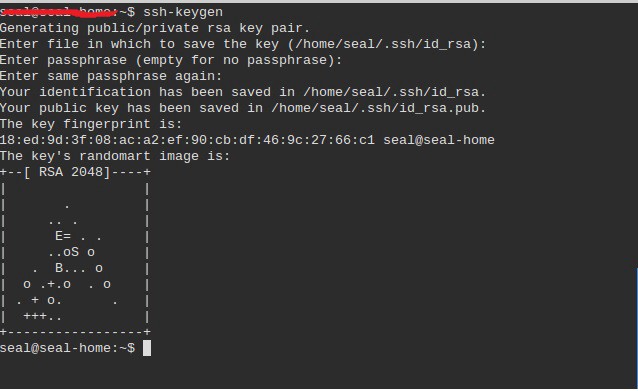 seal@seal-home:~$ ssh-keygen
Generating public/private rsa key pair.
Enter file in which to save the key (/home/seal/.ssh/id_rsa):
Enter passphrase (empty for no passphrase):
Enter same passphrase again:
Your identification has been saved in /home/seal/.ssh/id_rsa.
Your public key has been saved in /home/seal/.ssh/id_rsa.pub.
The key fingerprint is:
18:ed:9d:3f:08:ac:a2:ef:90:cb:df:46:9c:27:66:c1 seal@seal-home
The key's randomart image is:
+--[ RSA 2048]----+
|                 |
|       .         |
|     .. .        |
|      E= . .     |
|     ..oS o      |
|   .  B... o     |
|  o .+.o  . o    |
| . + o.      .   |
|  +++..          |
+-----------------+
seal@seal-home:~$